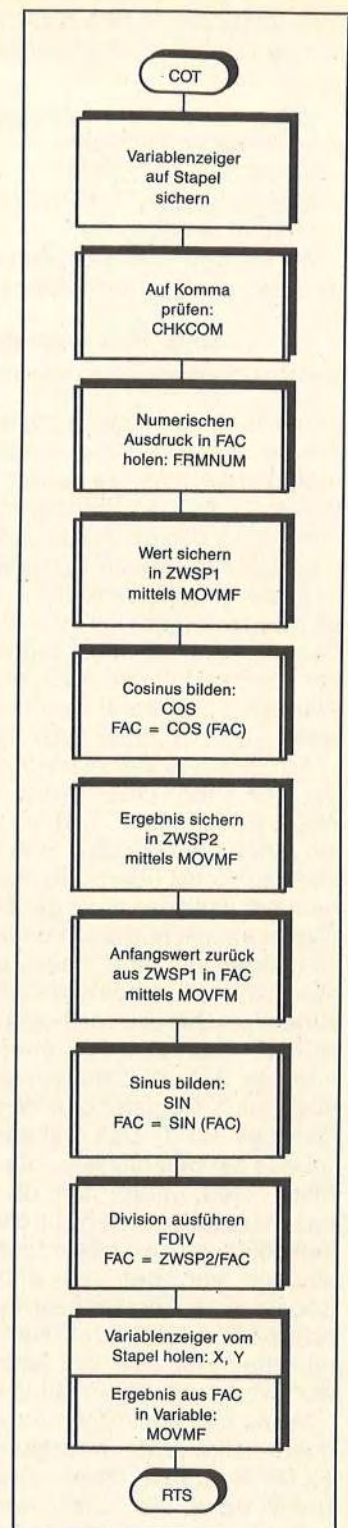 COT
Variablenzeiger
auf Stapel
sichern
Auf Komma
prüfen:
CHKCOM
Numerischen
Ausdruck in FAC
holen: FRMNUM
Wert sichern
in ZWSP1
mittels MOVMF
Cosinus bilden:
COS
FAC = COS (FAC)
Ergebnis sichern
in ZWSP2
mittels MOVMF
Anfangswert zurück
aus ZWSP1 in FAC
mittels MOVFM
Sinus bilden:
SIN
FAC = SIN (FAC)
Division ausführen
FDIV
FAC = ZWSP2/FAC
Variablenzeiger vom
Stapel holen: X, Y
Ergebnis aus FAC
in Variable:
MOVMF
RTS